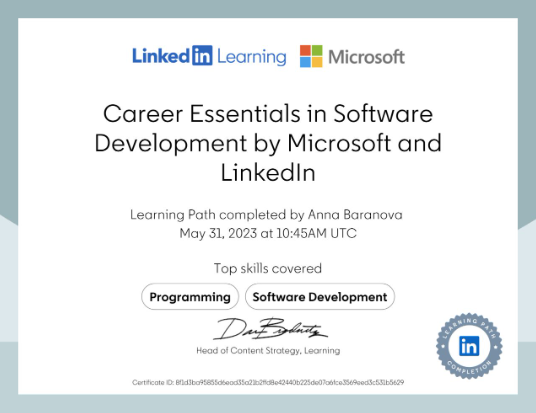 Linked in Learning Microsoft
Career Essentials in Software
Development by Microsoft and
LinkedIn
Learning Path completed by Anna Baranova
May 31, 2023 at 10:45AM UTC
Top skills covered
Programming Software Development
Head of Content Strategy, Learning
LEARNING PATH
in
COMPLETION
Certificate ID: